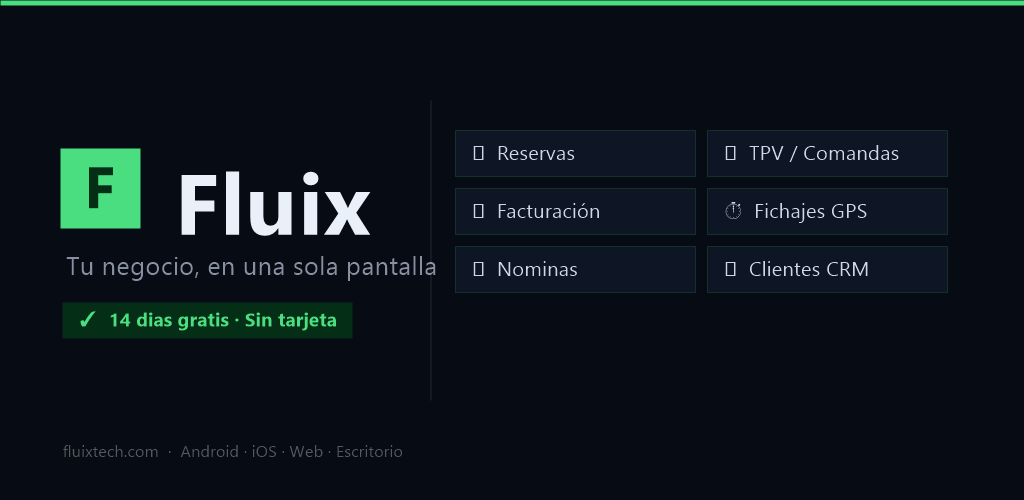 F Fluix
Tu negocio, en una sola pantalla
✓ 14 dias gratis · Sin tarjeta
Reservas
TPV / Comandas
Facturación
⏱ Fichajes GPS
Nominas
Clientes CRM
fluixtech.com · Android · iOS · Web · Escritorio